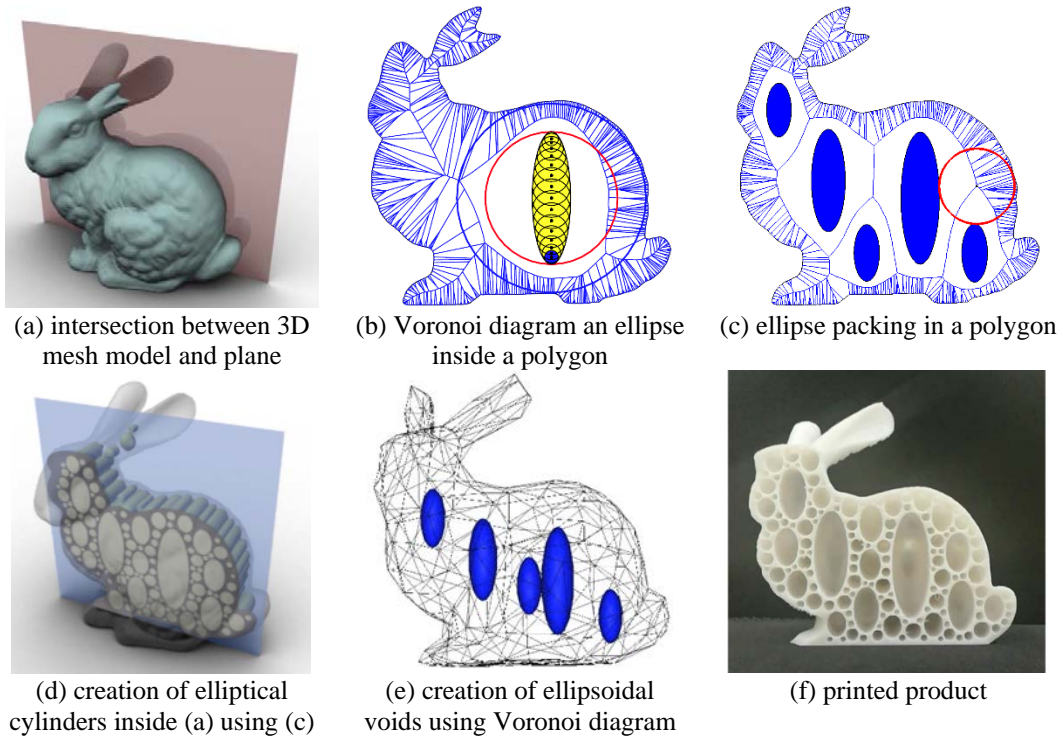 (a) intersection between 3D
mesh model and plane
(b) Voronoi diagram an ellipse
inside a polygon
(c) ellipse packing in a polygon
(d) creation of elliptical
cylinders inside (a) using (c)
(e) creation of ellipsoidal
voids using Voronoi diagram
(f) printed product